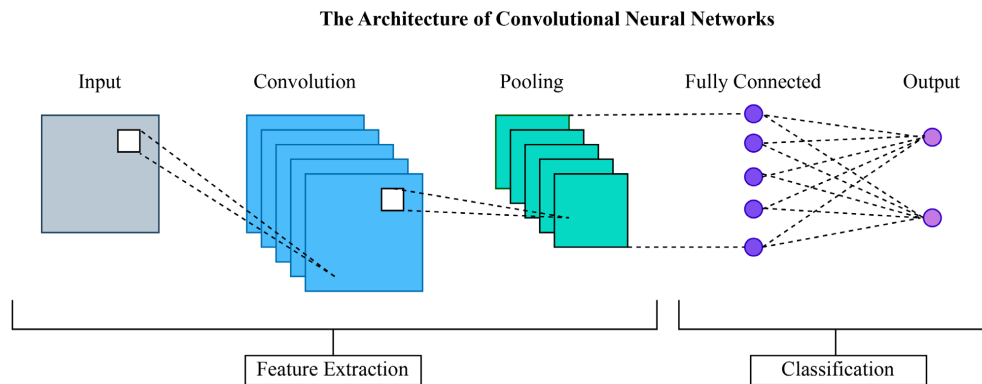 The Architecture of Convolutional Neural Networks
Input
Convolution
Pooling
Fully Connected
Output
Feature Extraction
Classification